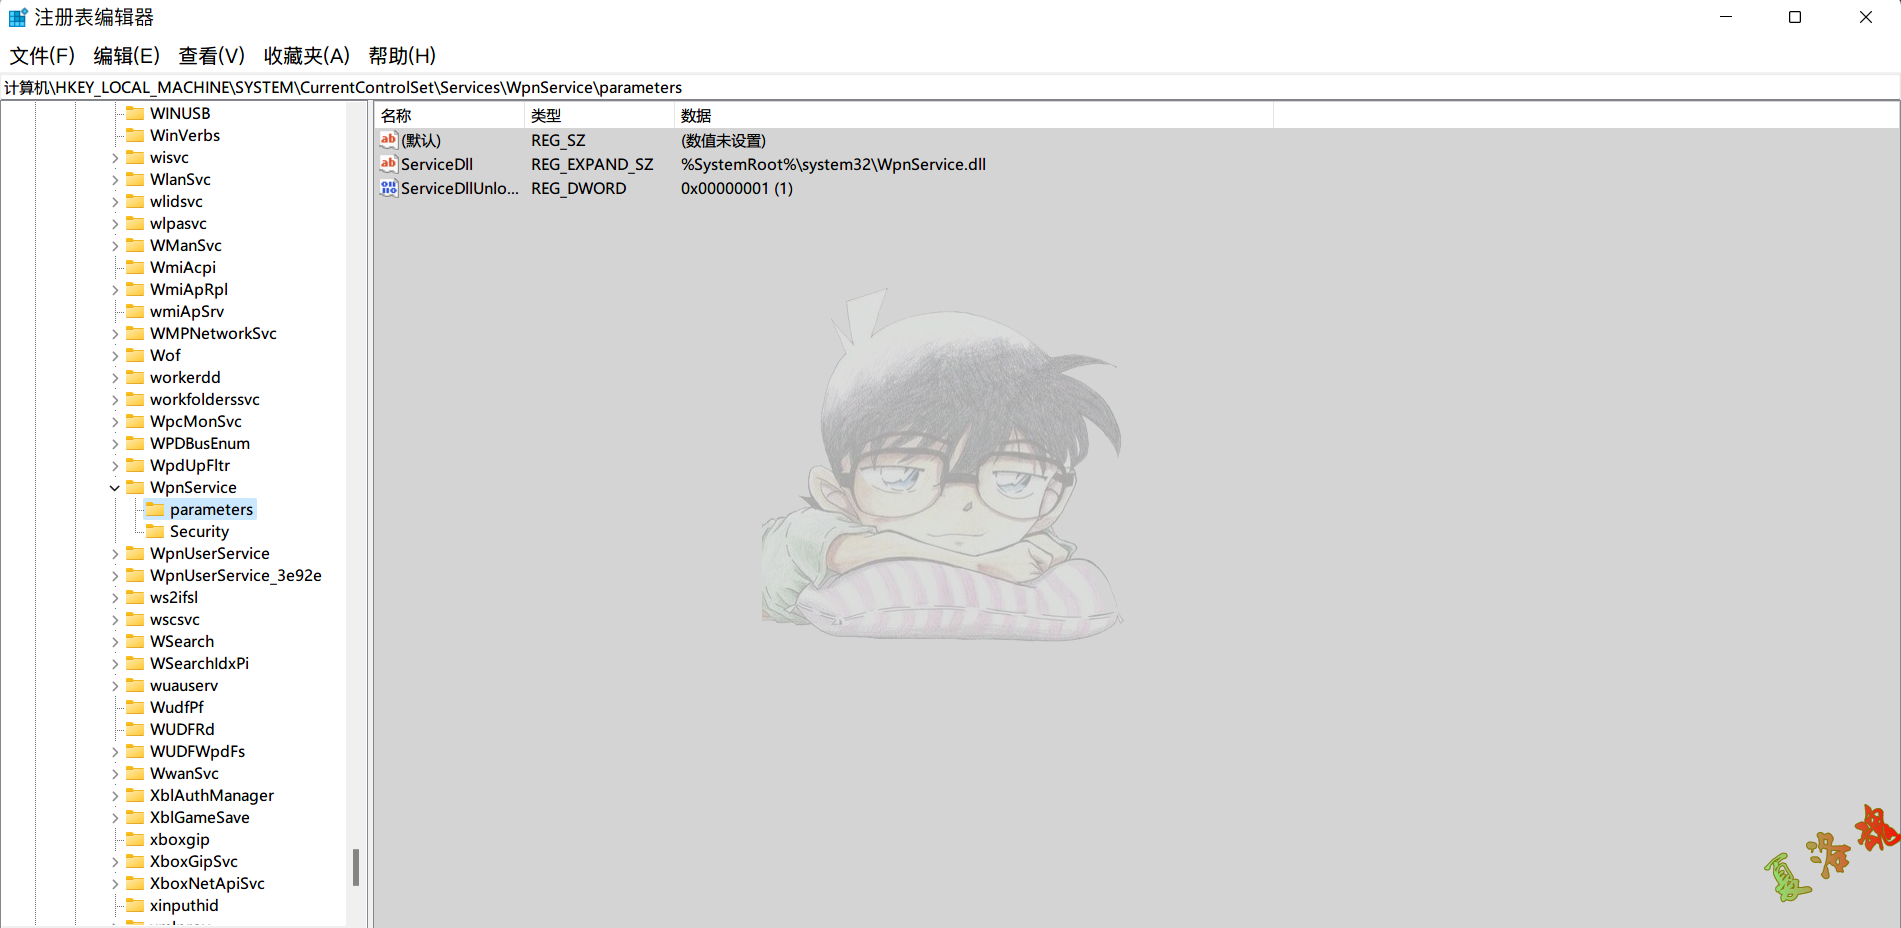 注册表编辑器
文件(F) 编辑(E) 查看(V) 收藏夹(A) 帮助(H)
计算机\HKEY_LOCAL_MACHINE\SYSTEM\CurrentControlSet\Services\WpnService\parameters
WINUSB
WinVerbs
wisvc
WlanSvc
wlidsvc
wlpasvc
WManSvc
WmiAcpi
WmiApRpl
wmiApSrv
WMPNetworkSvc
Wof
workerdd
workfolderssvc
WpcMonSvc
WPDBusEnum
WpdUpFltr
WpnService
parameters
Security
WpnUserService
WpnUserService_3e92e
ws2ifsl
wscsvc
WSearch
WSearchIdxPi
wuauserv
WudfPf
WUDFRd
WUDFWpdFs
WwanSvc
XblAuthManager
XblGameSave
xboxgip
XboxGipSvc
XboxNetApiSvc
xinputhid
名称 类型 数据
(默认) REG_SZ (数值未设置)
ServiceDll REG_EXPAND_SZ %SystemRoot%\system32\WpnService.dll
ServiceDllUnlo... REG_DWORD 0x00000001 (1)